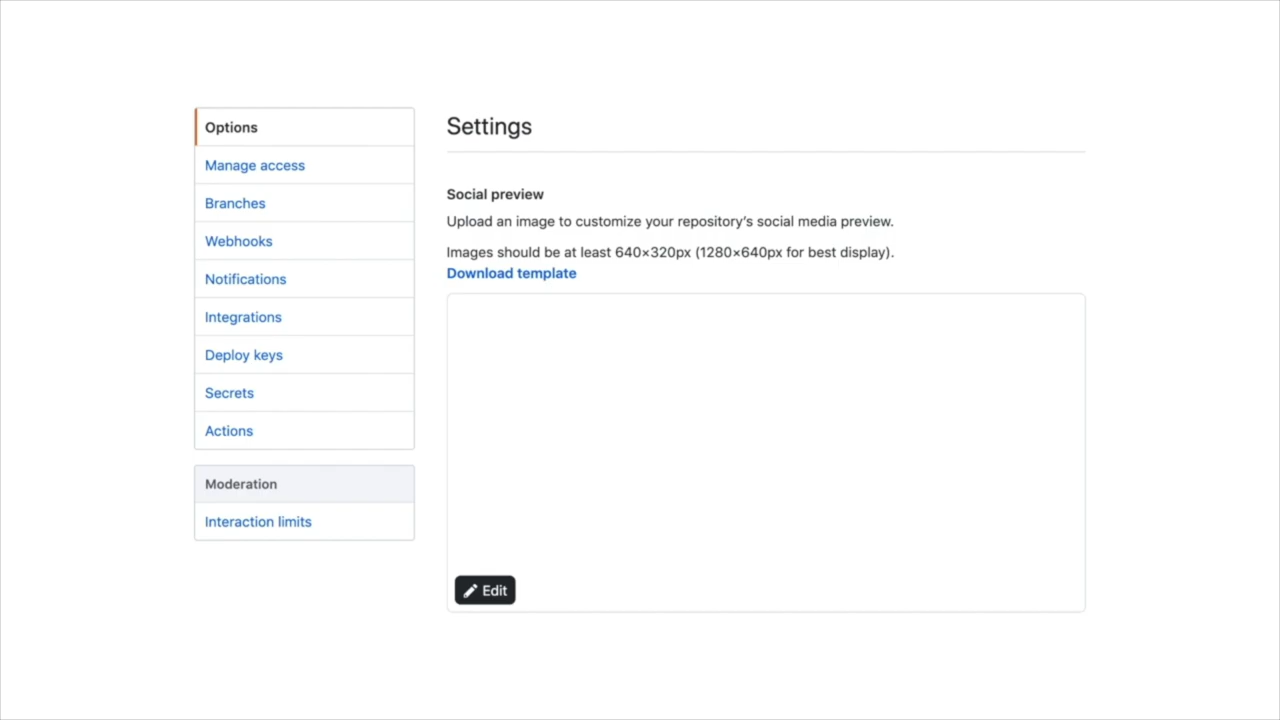 Options
Manage access
Branches
Webhooks
Notifications
Integrations
Deploy keys
Secrets
Actions
Moderation
Interaction limits
Settings
Social preview
Upload an image to customize your repository’s social media preview.
Images should be at least 640×320px (1280×640px for best display).
Download template
Edit